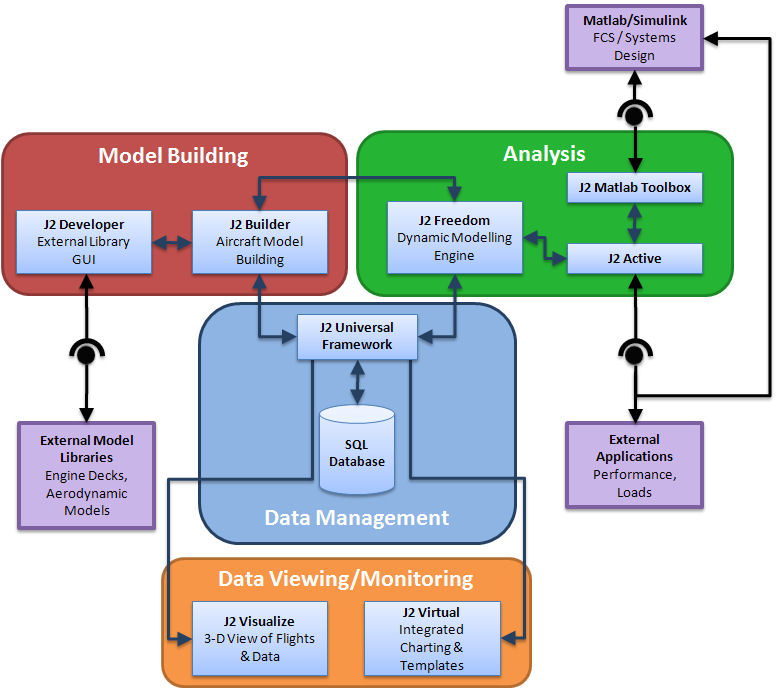 Matlab/Simulink
FCS / Systems
Design
Model Building
Analysis
J2 Matlab Toolbox
J2 Developer
External Library
GUI
J2 Builder
Aircraft Model
Building
J2 Freedom
Dynamic Modelling
Engine
J2 Active
J2 Universal
Framework
SQL
Database
External Model
Libraries
Engine Decks,
Aerodynamic
Models
External
Applications
Performance,
Loads
Data Management
Data Viewing/Monitoring
J2 Visualize
3-D View of Flights
& Data
J2 Virtual
Integrated
Charting &
Templates